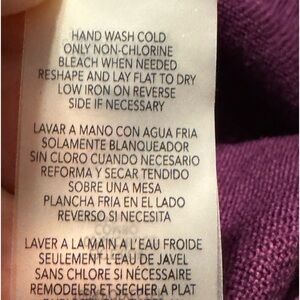 HAND WASH COLD
ONLY NON-CHLORINE
BLEACH WHEN NEEDED
RESHAPE AND LAY FLAT TO DRY
LOW IRON ON REVERSE
SIDE IF NECESSARY
LAVAR A MANO CON AGUA FRIA
SOLAMENTE BLANQUEADOR
SIN CLORO CUANDO NECESARIO
REFORMA Y SECAR TENDIDO
SOBRE UNA MESA
PLANCHA FRIA EN EL LADO
REVERSO SI NECESITA
LAVER A LA MAIN A L'EAU FROIDE
SEULEMENT L'EAU DE JAVEL
SANS CHLORE SI NÉCESSAIRE
REMODELER ET SECHER A PLAT